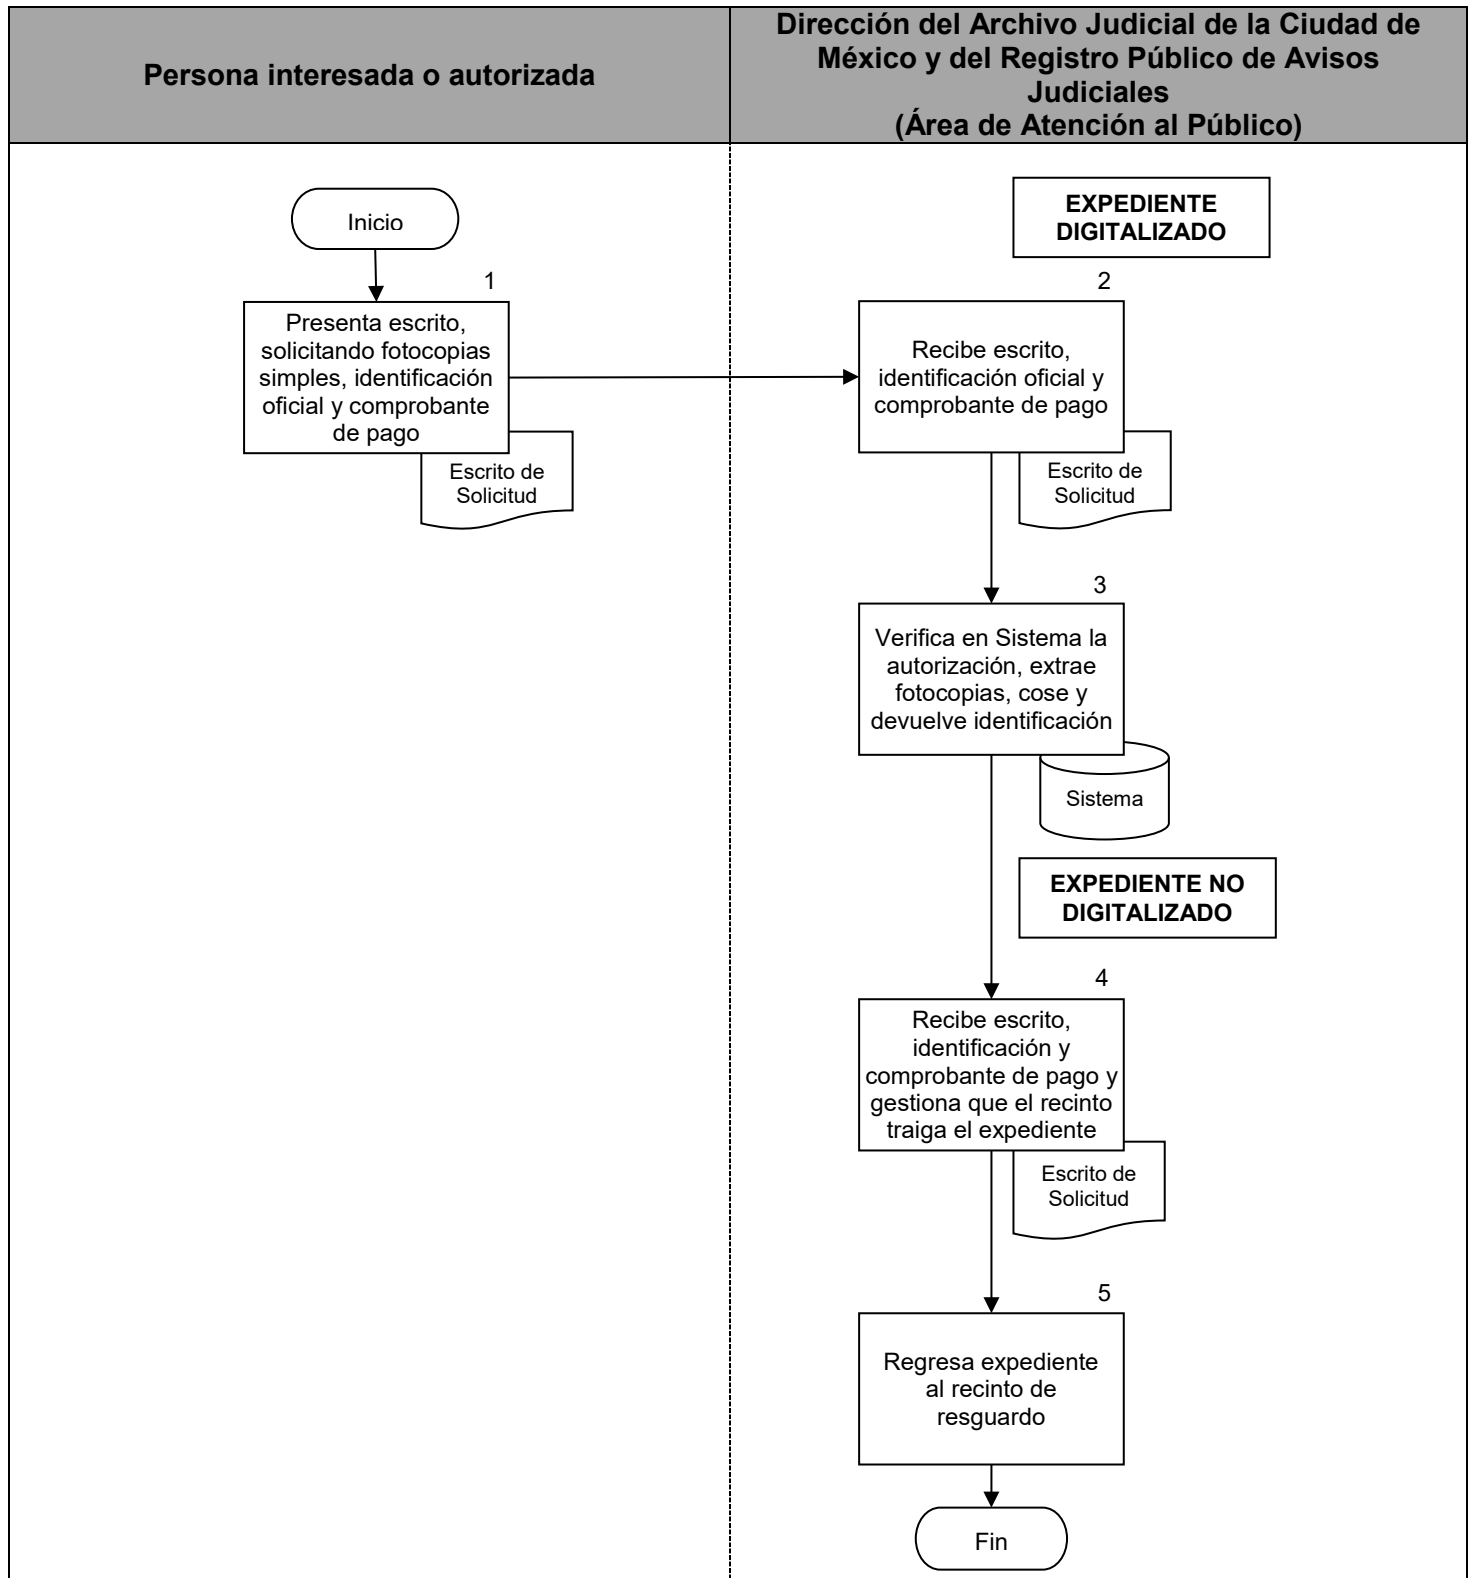 Persona interesada o autorizada
Dirección del Archivo Judicial de la Ciudad de
México y del Registro Público de Avisos
Judiciales
(Área de Atención al Público)
Inicio
EXPEDIENTE
DIGITALIZADO
1
Presenta escrito,
solicitando fotocopias
simples, identificación
oficial y comprobante
de pago
Escrito de
Solicitud
2
Recibe escrito,
identificación oficial y
comprobante de pago
Escrito de
Solicitud
3
Verifica en Sistema la
autorización, extrae
fotocopias, cose y
devuelve identificación
Sistema
EXPEDIENTE NO
DIGITALIZADO
4
Recibe escrito,
identificación y
comprobante de pago y
gestiona que el recinto
traiga el expediente
Escrito de
Solicitud
5
Regresa expediente
al recinto de
resguardo
Fin